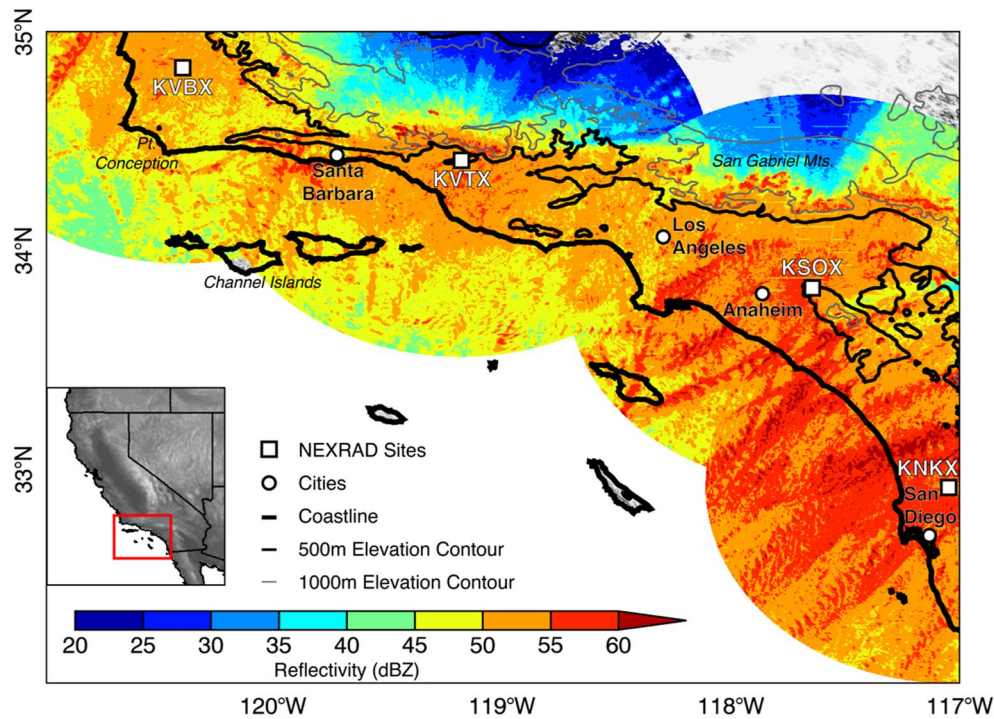 35°N
34°N
33°N
KVBX
Pt.
Conception
Santa
Barbara
KVTX
San Gabriel Mts.
Los
Angeles
KSOX
Anaheim
Channel Islands
KNKX
San
Diego
NEXRAD Sites
Cities
Coastline
500m Elevation Contour
1000m Elevation Contour
20 25 30 35 40 45 50 55 60
Reflectivity (dBZ)
120°W 119°W 118°W 117°W